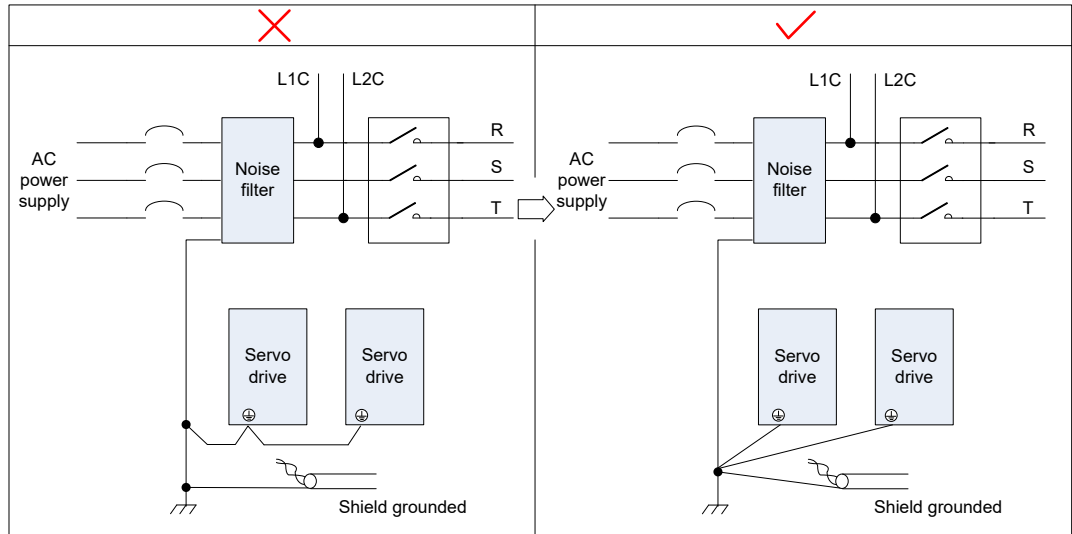 L1C
L2C
R
AC
power
supply
Noise
filter
S
T
Servo
drive
Servo
drive
Shield grounded
L1C
L2C
R
AC
power
supply
Noise
filter
S
T
Servo
drive
Servo
drive
Shield grounded